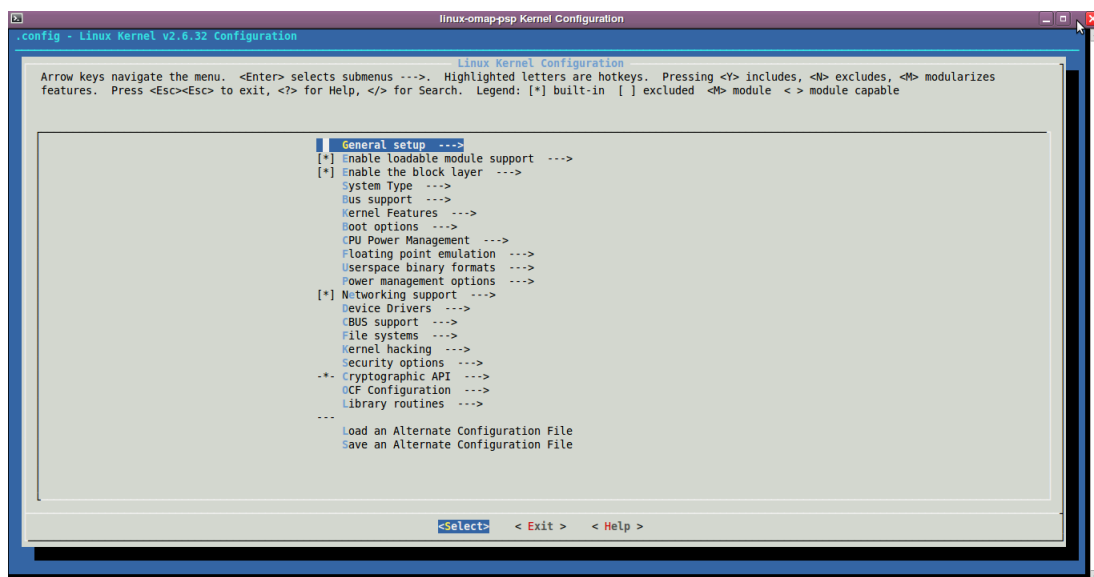 linux-omap-psp Kernel Configuration
.config - Linux Kernel v2.6.32 Configuration
Linux Kernel Configuration
Arrow keys navigate the menu.  <Enter> selects submenus --->.  Highlighted letters are hotkeys.  Pressing <Y> includes, <N> excludes, <M> modularizes
features.  Press <Esc><Esc> to exit, <?> for Help, </> for Search.  Legend: [*] built-in  [ ] excluded  <M> module  < > module capable
General setup  --->
[*] Enable loadable module support  --->
[*] Enable the block layer  --->
System Type  --->
Bus support  --->
Kernel Features  --->
Boot options  --->
CPU Power Management  --->
Floating point emulation  --->
Userspace binary formats  --->
Power management options  --->
[*] Networking support  --->
Device Drivers  --->
CBUS support  --->
File systems  --->
Kernel hacking  --->
Security options  --->
-*- Cryptographic API  --->
OCF Configuration  --->
Library routines  --->
---
Load an Alternate Configuration File
Save an Alternate Configuration File
<Select>    < Exit >    < Help >